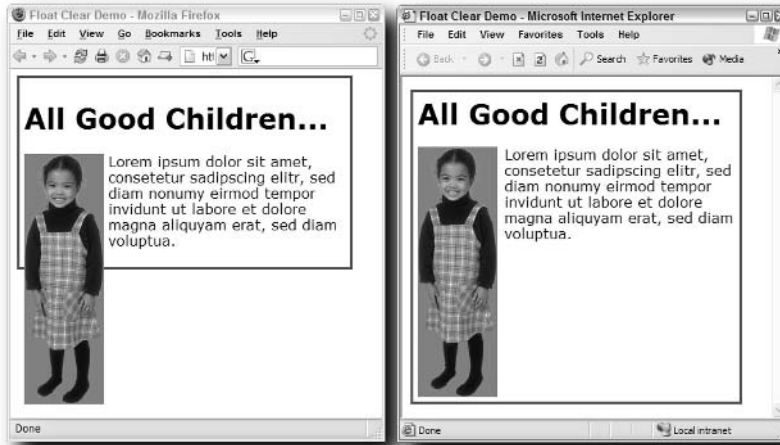 Float Clear Demo - Mozilla Firefox
File Edit View Go Bookmarks Tools Help
htt
G
All Good Children...
Lorem ipsum dolor sit amet,
consetetur sadipscing elitr, sed
diam nonumy eirmod tempor
invidunt ut labore et dolore
magna aliquyam erat, sed diam
voluptua.
Done
Float Clear Demo - Microsoft Internet Explorer
File Edit View Favorites Tools Help
Back Search Favorites Media
All Good Children...
Lorem ipsum dolor sit amet,
consetetur sadipscing elitr, sed
diam nonumy eirmod tempor
invidunt ut labore et dolore
magna aliquyam erat, sed diam
voluptua.
Done
Local intranet